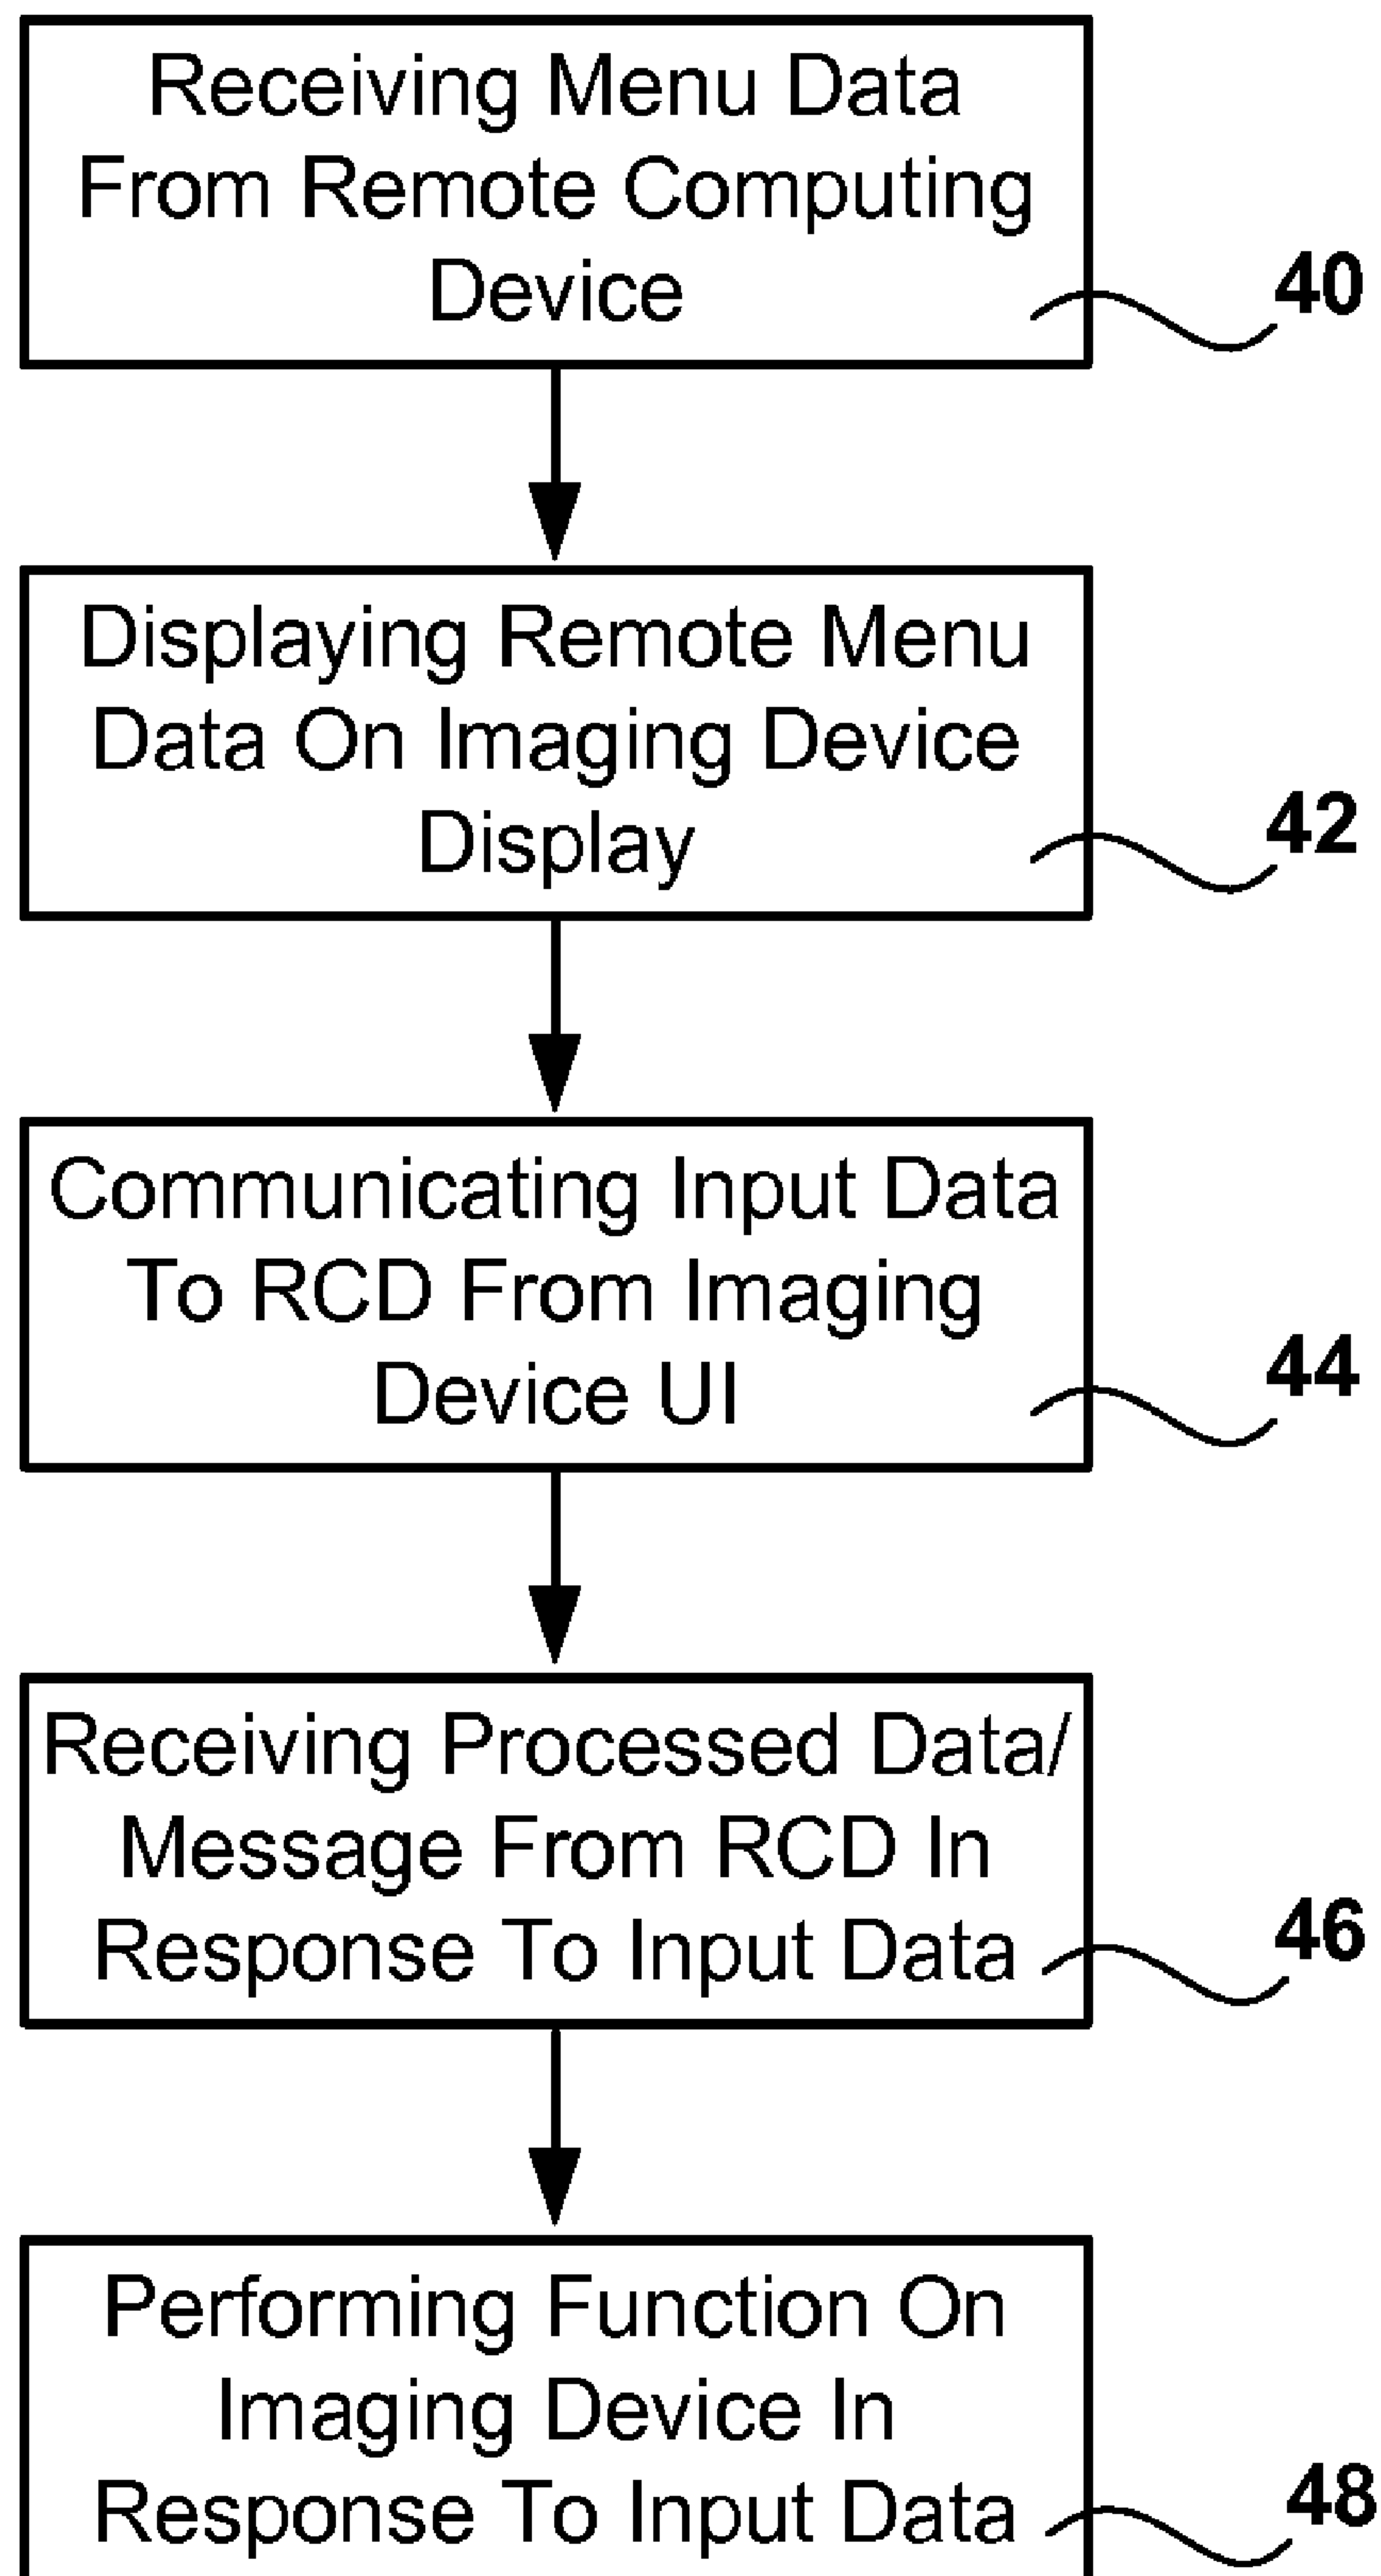 Receiving Menu Data
From Remote Computing
Device
40
Displaying Remote Menu
Data On Imaging Device
Display
42
Communicating Input Data
To RCD From Imaging
Device UI
44
Receiving Processed Data/
Message From RCD In
Response To Input Data
46
Performing Function On
Imaging Device In
Response To Input Data
48